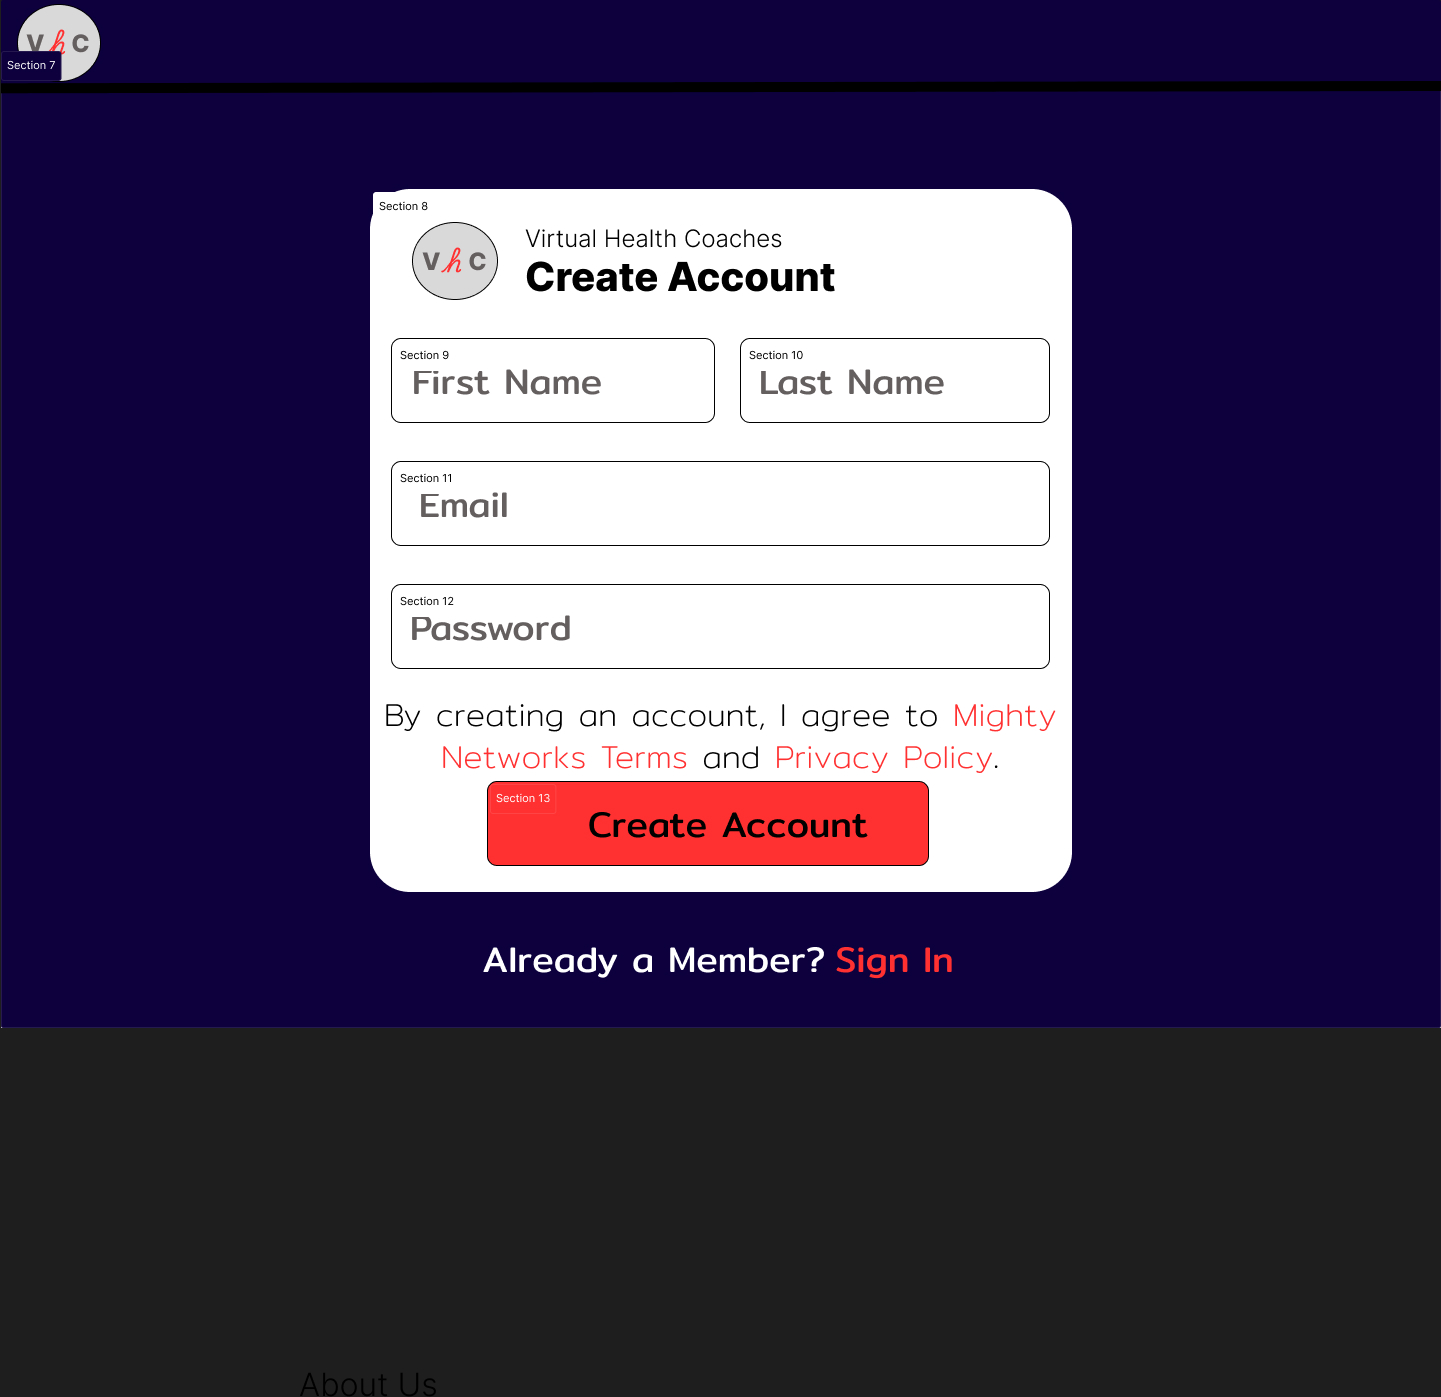 V h C
Section 7
Section 8
V h C
Virtual Health Coaches
Create Account
Section 9
First Name
Section 10
Last Name
Section 11
Email
Section 12
Password
By creating an account, I agree to Mighty
Networks Terms and Privacy Policy.
Section 13
Create Account
Already a Member? Sign In
About Us